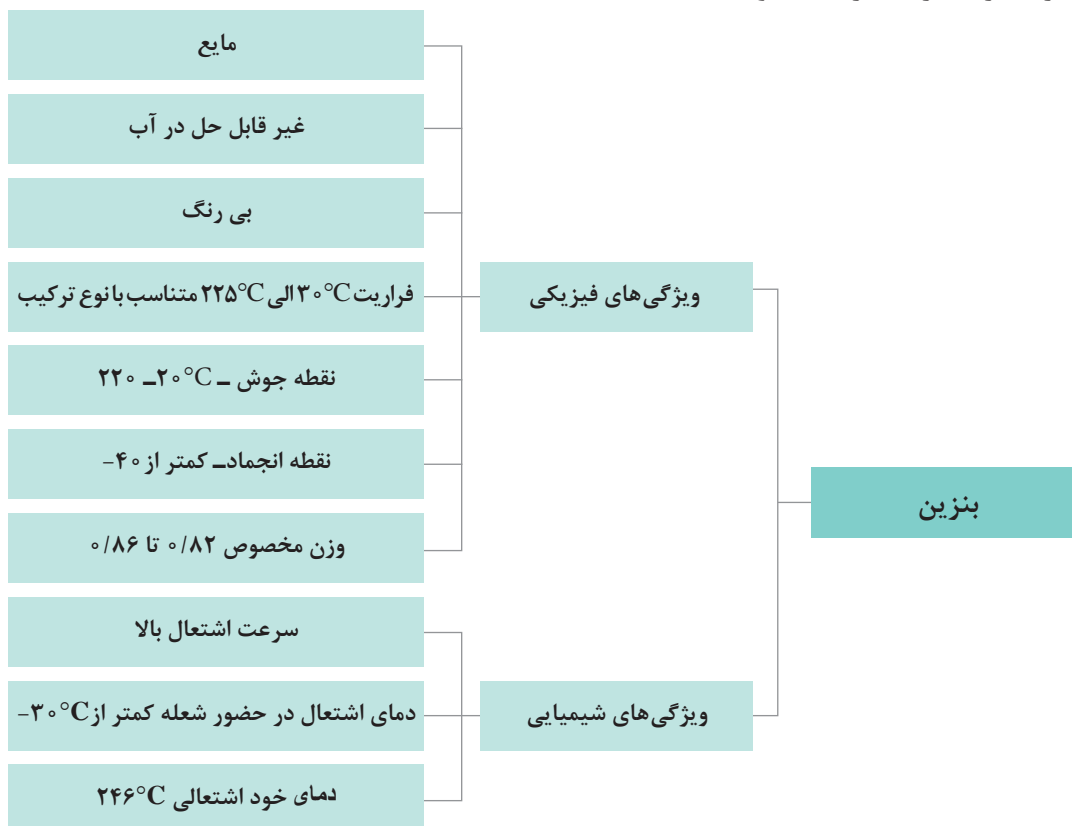 بنزین
ویژگی‌های فیزیکی
مایع
غیر قابل حل در آب
بی رنگ
فراریت ۳۰°C الی ۲۲۵°C متناسب با نوع ترکیب
نقطه جوش ـ ۲۰°C ـ ۲۲۰
نقطه انجماد ـ کمتر از ۴۰-
وزن مخصوص ۰/۸۲ تا ۰/۸۶
ویژگی‌های شیمیایی
سرعت اشتعال بالا
دمای اشتعال در حضور شعله کمتر از ۳۰°C-
دمای خود اشتعالی ۲۴۶°C